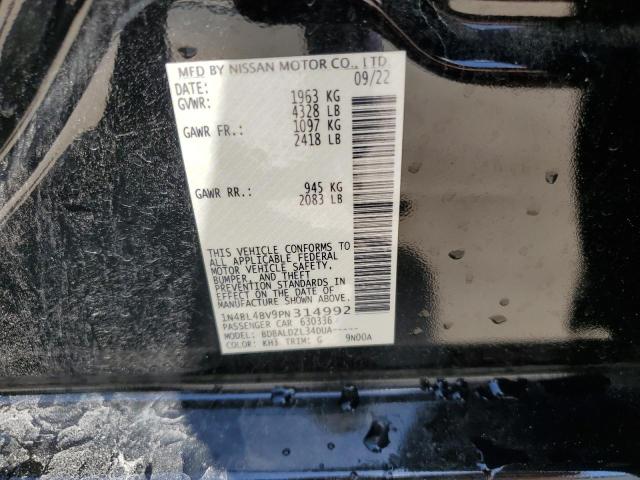 MFD BY NISSAN MOTOR CO., LTD
DATE: 09/22
GVWR: 1963 KG
4328 LB
GAWR FR.: 1097 KG
2418 LB
GAWR RR.: 945 KG
2083 LB
THIS VEHICLE CONFORMS TO
ALL APPLICABLE FEDERAL
MOTOR VEHICLE SAFETY,
BUMPER, AND THEFT
PREVENTION STANDARDS IN
EFFECT ON THE DATE OF
MANUFACTURE SHOWN ABOVE.
1N4BL4BV9PN314992
PASSENGER CAR 630336
MODEL: BDBALDZL34OUA-----
COLOR: KH3 TRIM: G 9N00A